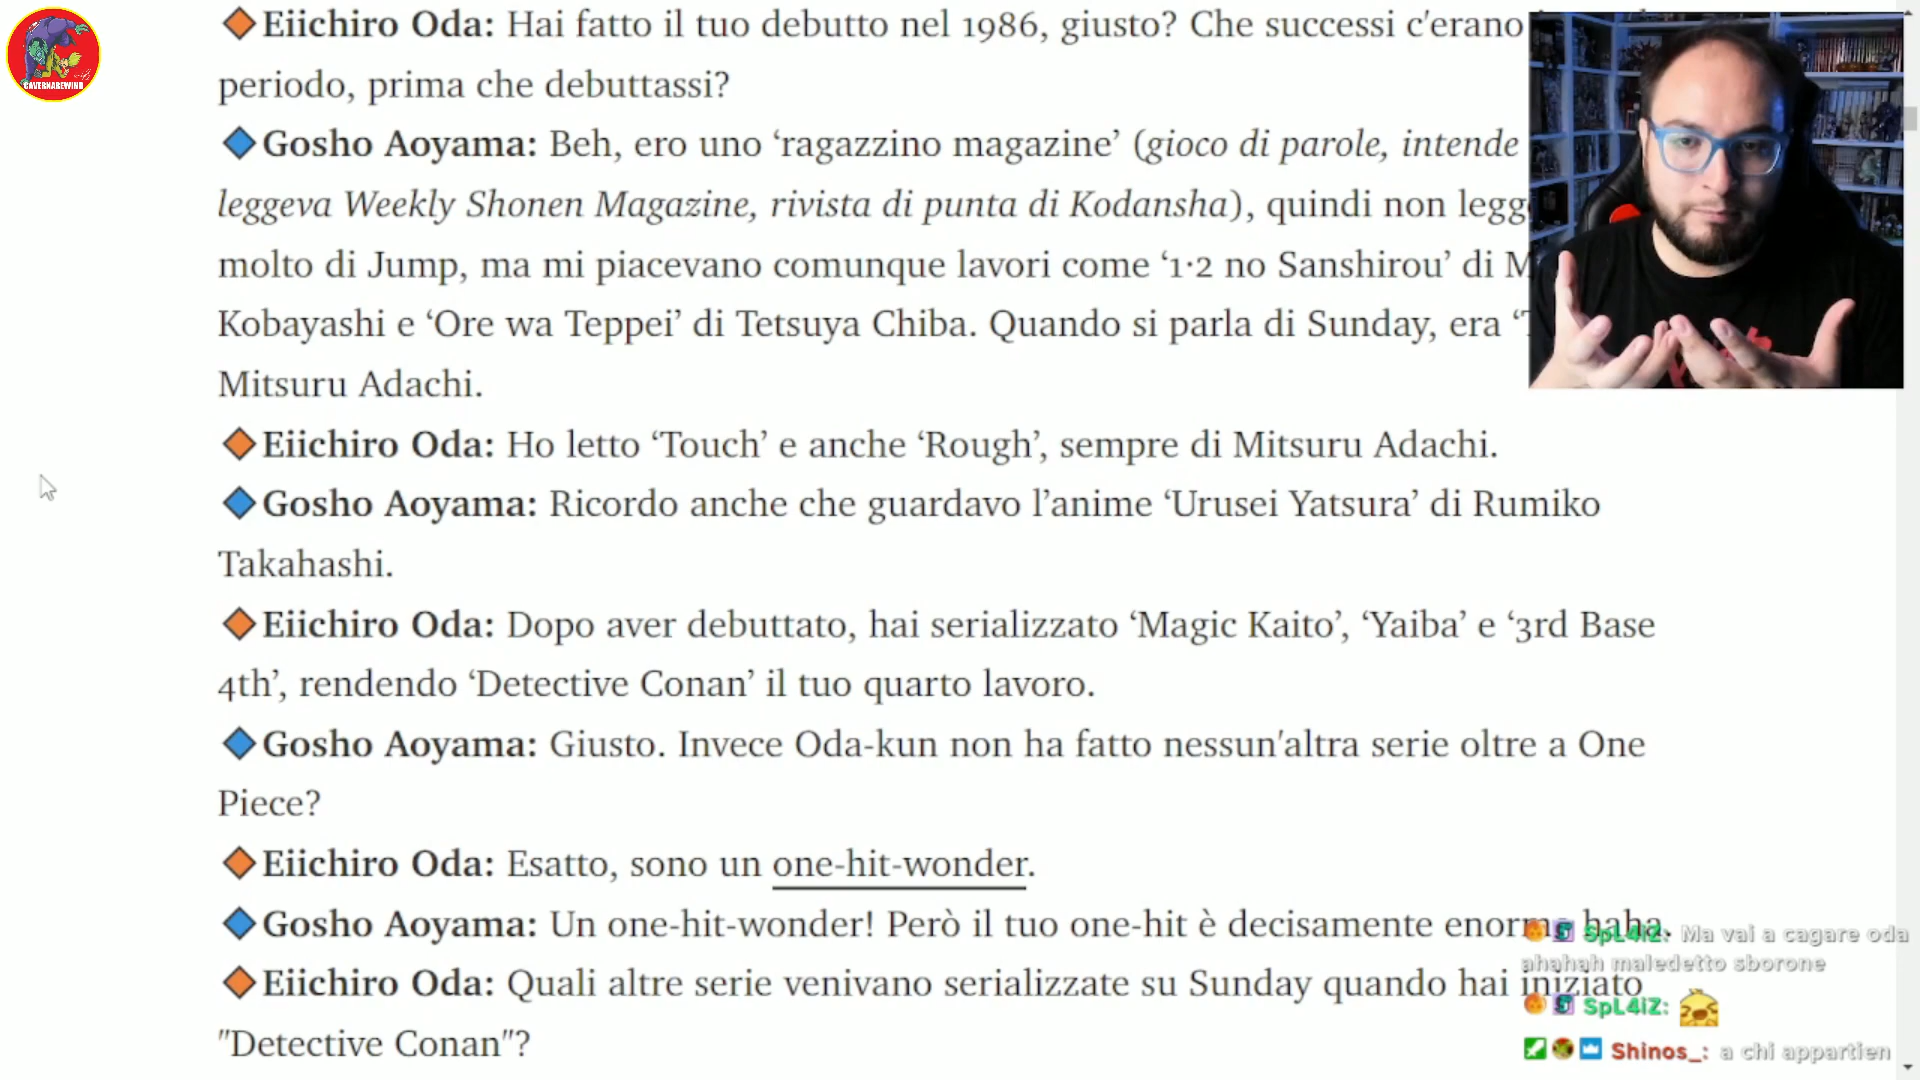 CAVERNAREWIND
Eiichiro Oda: Hai fatto il tuo debutto nel 1986, giusto? Che successi c'erano
periodo, prima che debuttassi?
Gosho Aoyama: Beh, ero uno ‘ragazzino magazine’ (gioco di parole, intende
leggeva Weekly Shonen Magazine, rivista di punta di Kodansha), quindi non
molto di Jump, ma mi piacevano comunque lavori come ‘1·2 no Sanshirou’ di
Kobayashi e ‘Ore wa Teppei’ di Tetsuya Chiba. Quando si parla di Sunday, era
Mitsuru Adachi.
Eiichiro Oda: Ho letto ‘Touch’ e anche ‘Rough’, sempre di Mitsuru Adachi.
Gosho Aoyama: Ricordo anche che guardavo l’anime ‘Urusei Yatsura’ di Rumiko
Takahashi.
Eiichiro Oda: Dopo aver debuttato, hai serializzato ‘Magic Kaito’, ‘Yaiba’ e ‘3rd Base
4th’, rendendo ‘Detective Conan’ il tuo quarto lavoro.
Gosho Aoyama: Giusto. Invece Oda-kun non ha fatto nessun'altra serie oltre a One
Piece?
Eiichiro Oda: Esatto, sono un one-hit-wonder.
Gosho Aoyama: Un one-hit-wonder! Però il tuo one-hit è decisamente enorme haha.
Eiichiro Oda: Quali altre serie venivano serializzate su Sunday quando hai iniziato
"Detective Conan"?
SpL4iZ: Ma vai a cagare oda
ahahah maledetto sborone
SpL4iZ:
Shinos_: a chi appartien